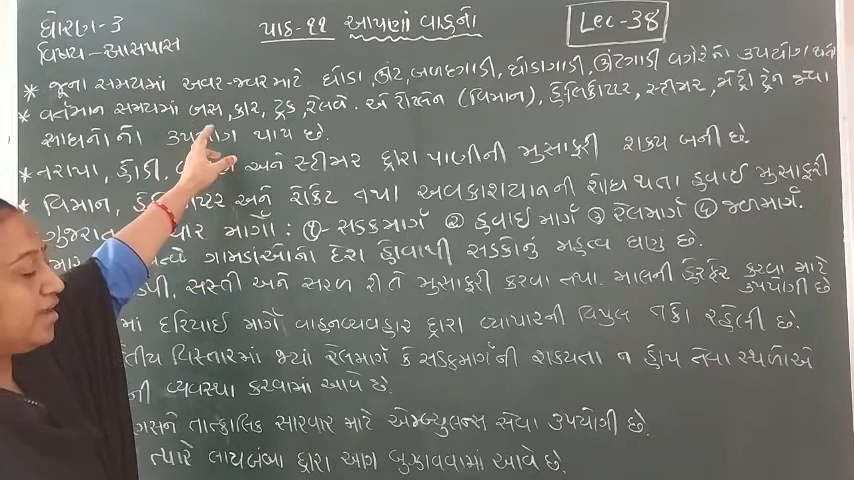 ધોરણ-3
વિષય-આસપાસ
પાઠ-૧૧ આપણાં વાહનો
Lec-38
* જૂના સમયમાં અવર-જવર માટે ઘોડા, ઊંટ, બળદગાડી, ઘોડાગાડી, ઊંટગાડી વગેરેનો ઉપયોગ થતો
* વર્તમાન સમયમાં બસ, કાર, ટ્રક, રેલવે. એરોપ્લેન (વિમાન), હેલિકોપ્ટર, સ્ટીમર, મેટ્રો ટ્રેન જેવા
સાધનોનો ઉપયોગ થાય છે.
* તરાપા, હોડી, અને સ્ટીમર દ્વારા પાણીની મુસાફરી શક્ય બની છે.
* વિમાન, હેલિકોપ્ટર અને રોકેટ તથા અવકાશયાનની શોધ થતા હવાઈ મુસાફરી
ગુજરાત ચાર માર્ગો : ① સડકમાર્ગ ② હવાઈ માર્ગ ③ રેલમાર્ગ ④ જળમાર્ગ.
ગામડાંઓનો દેશ હોવાથી સડકોનું મહત્વ ઘણું છે.
સસ્તી અને સરળ રીતે મુસાફરી કરવા તથા માલની હેરફેર કરવા માટે
ઉપયોગી છે
માં દરિયાઈ માર્ગે વાહનવ્યવહાર દ્વારા વ્યાપારની વિપુલ તકો રહેલી છે.
વિસ્તારમાં જ્યાં રેલમાર્ગ કે સડકમાર્ગની શક્યતા ન હોય તેવા સ્થળોએ
ની વ્યવસ્થા કરવામાં આવે છે.
તાત્કાલિક સારવાર માટે એમ્બ્યુલન્સ સેવા ઉપયોગી છે.
ત્યારે લાયબંબા દ્વારા આગ બુઝાવવામાં આવે છે.